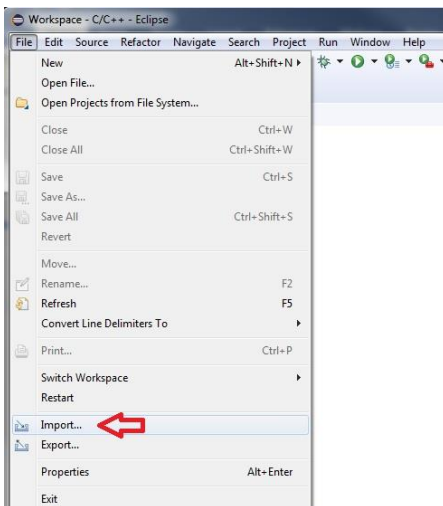 Workspace - C/C++ - Eclipse
File Edit Source Refactor Navigate Search Project Run Window Help
New Alt+Shift+N
Open File...
Open Projects from File System...
Close Ctrl+W
Close All Ctrl+Shift+W
Save Ctrl+S
Save As...
Save All Ctrl+Shift+S
Revert
Move...
Rename... F2
Refresh F5
Convert Line Delimiters To
Print... Ctrl+P
Switch Workspace
Restart
Import...
Export...
Properties Alt+Enter
Exit